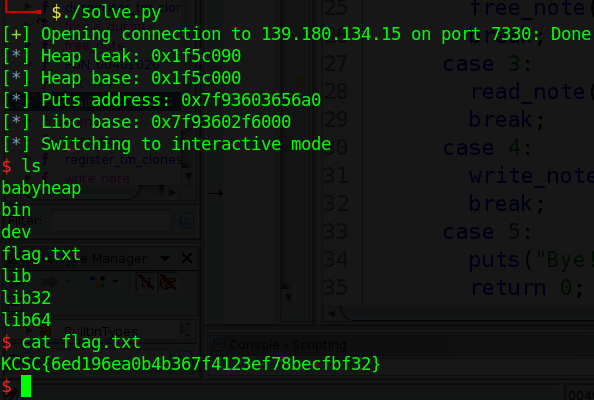 $./solve.py
[+] Opening connection to 139.180.134.15 on port 7330: Done
[*] Heap leak: 0x1f5c090
[*] Heap base: 0x1f5c000
[*] Puts address: 0x7f93603656a0
[*] Libc base: 0x7f93602f6000
[*] Switching to interactive mode
$ ls
babyheap
bin
dev
flag.txt
lib
lib32
lib64
$ cat flag.txt
KCSC{6ed196ea0b4b367f4123ef78becfbf32}
$
free_note(
27 case 3:
28 read_note(
29 break;
30 case 4:
31 write_note
32 break;
33 case 5:
34 puts("Bye!
35 return 0;
register_tm_clones
write_note
Filter:
Manager
BuiltInTypes
Console - Scripting